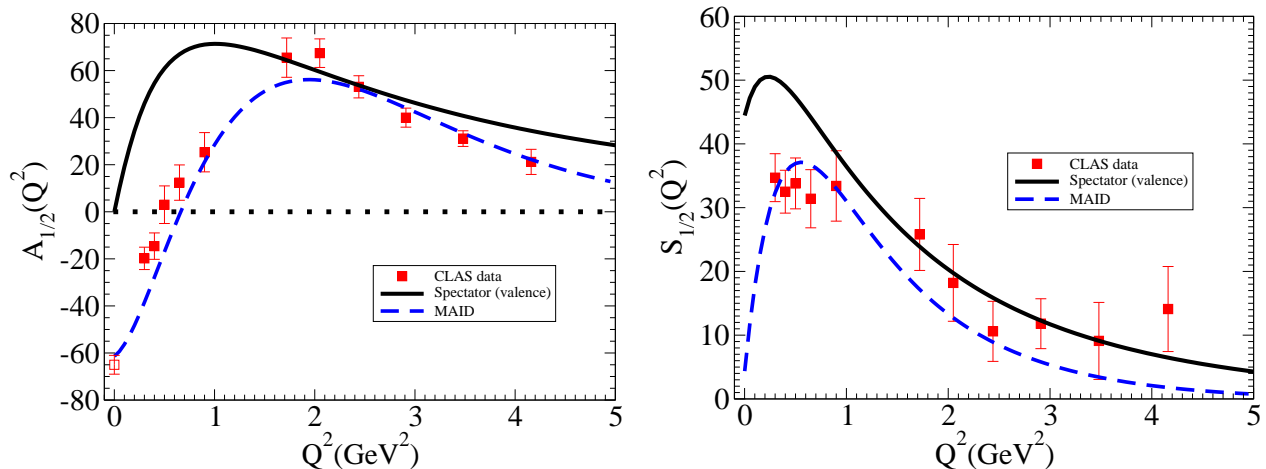 80
60
40
20
0
-20
-40
-60
-80
A1/2(Q²)
CLAS data
Spectator (valence)
MAID
0 1 2 3 4 5
Q²(GeV²)
60
50
40
30
20
10
0
S1/2(Q²)
CLAS data
Spectator (valence)
MAID
0 1 2 3 4 5
Q²(GeV²)